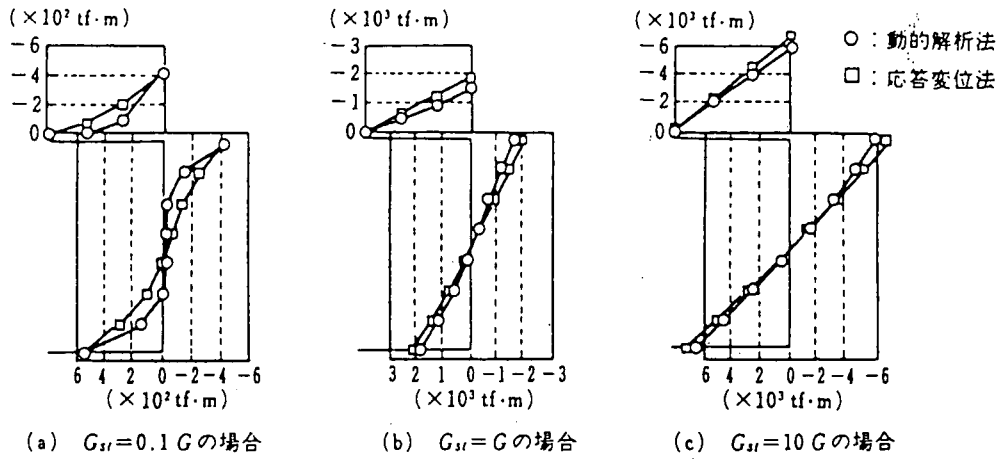 (×10² tf・m)
(×10³ tf・m)
(×10³ tf・m)
○：動的解析法
□：応答変位法
−6
−4
−2
0
−3
−2
−1
0
−6
−4
−2
0
6 4 2 0 −2 −4 −6
(×10² tf・m)
3 2 1 0 −1 −2 −3
(×10³ tf・m)
6 4 2 0 −2 −4 −6
(×10³ tf・m)
(a) Gst=0.1 Gの場合
(b) Gst=Gの場合
(c) Gst=10 Gの場合